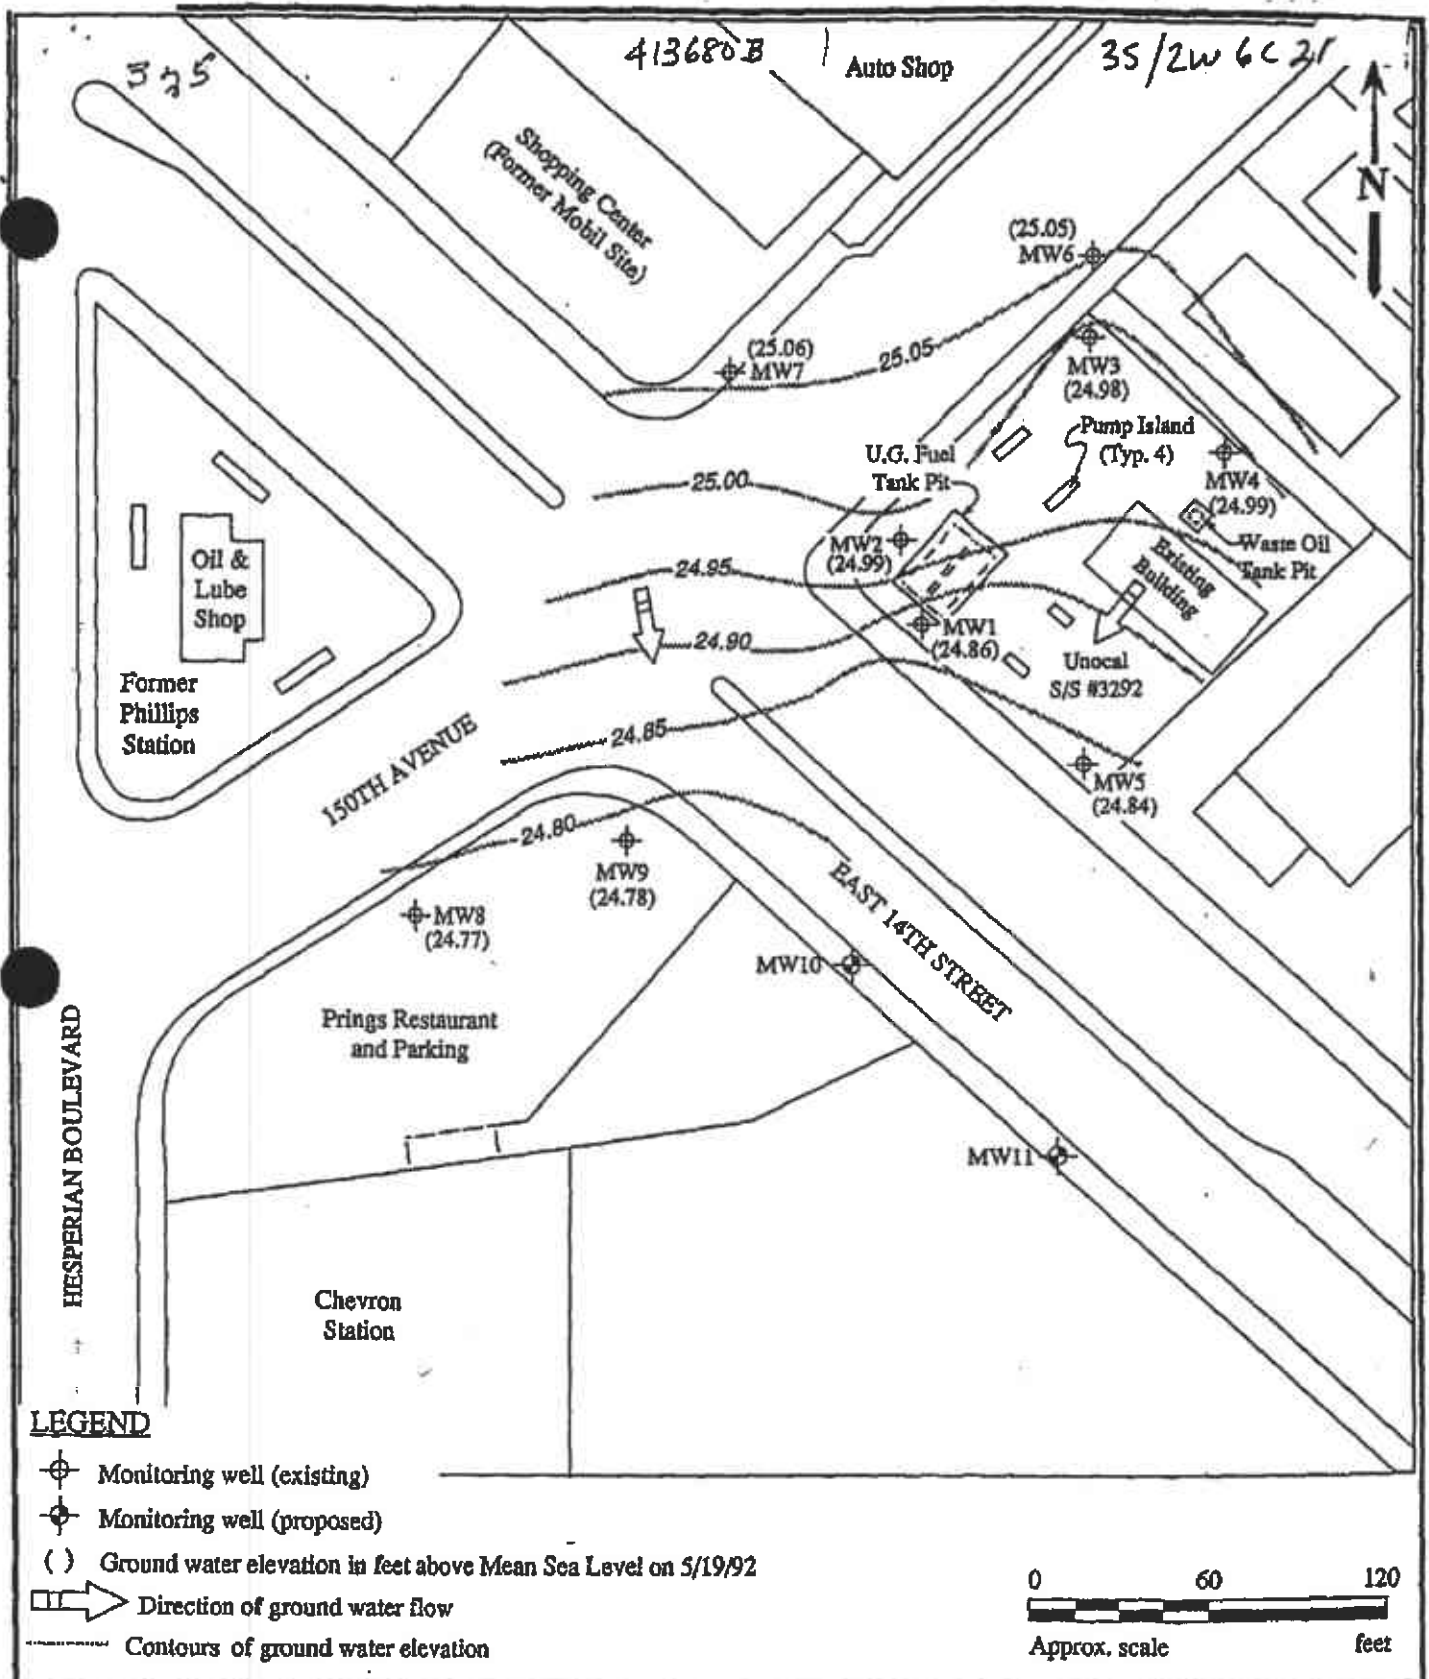 325
413680B
Auto Shop
3S/2W 6C 21
Shopping Center
(Former Mobil Site)
N
(25.05)
MW6
(25.06)
MW7
25.05
MW3
(24.98)
Pump Island
(Typ. 4)
U.G. Fuel
Tank Pit
25.00
MW4
(24.99)
MW2
(24.99)
Waste Oil
Tank Pit
Existing
Building
24.95
Oil &
Lube
Shop
24.90
MW1
(24.86)
Unocal
S/S #3292
Former
Phillips
Station
24.85
150TH AVENUE
MW5
(24.84)
24.80
MW9
(24.78)
EAST 14TH STREET
MW8
(24.77)
MW10
Prings Restaurant
and Parking
HESPERIAN BOULEVARD
MW11
Chevron
Station
LEGEND
Monitoring well (existing)
Monitoring well (proposed)
( ) Ground water elevation in feet above Mean Sea Level on 5/19/92
Direction of ground water flow
Contours of ground water elevation
0 60 120
Approx. scale feet